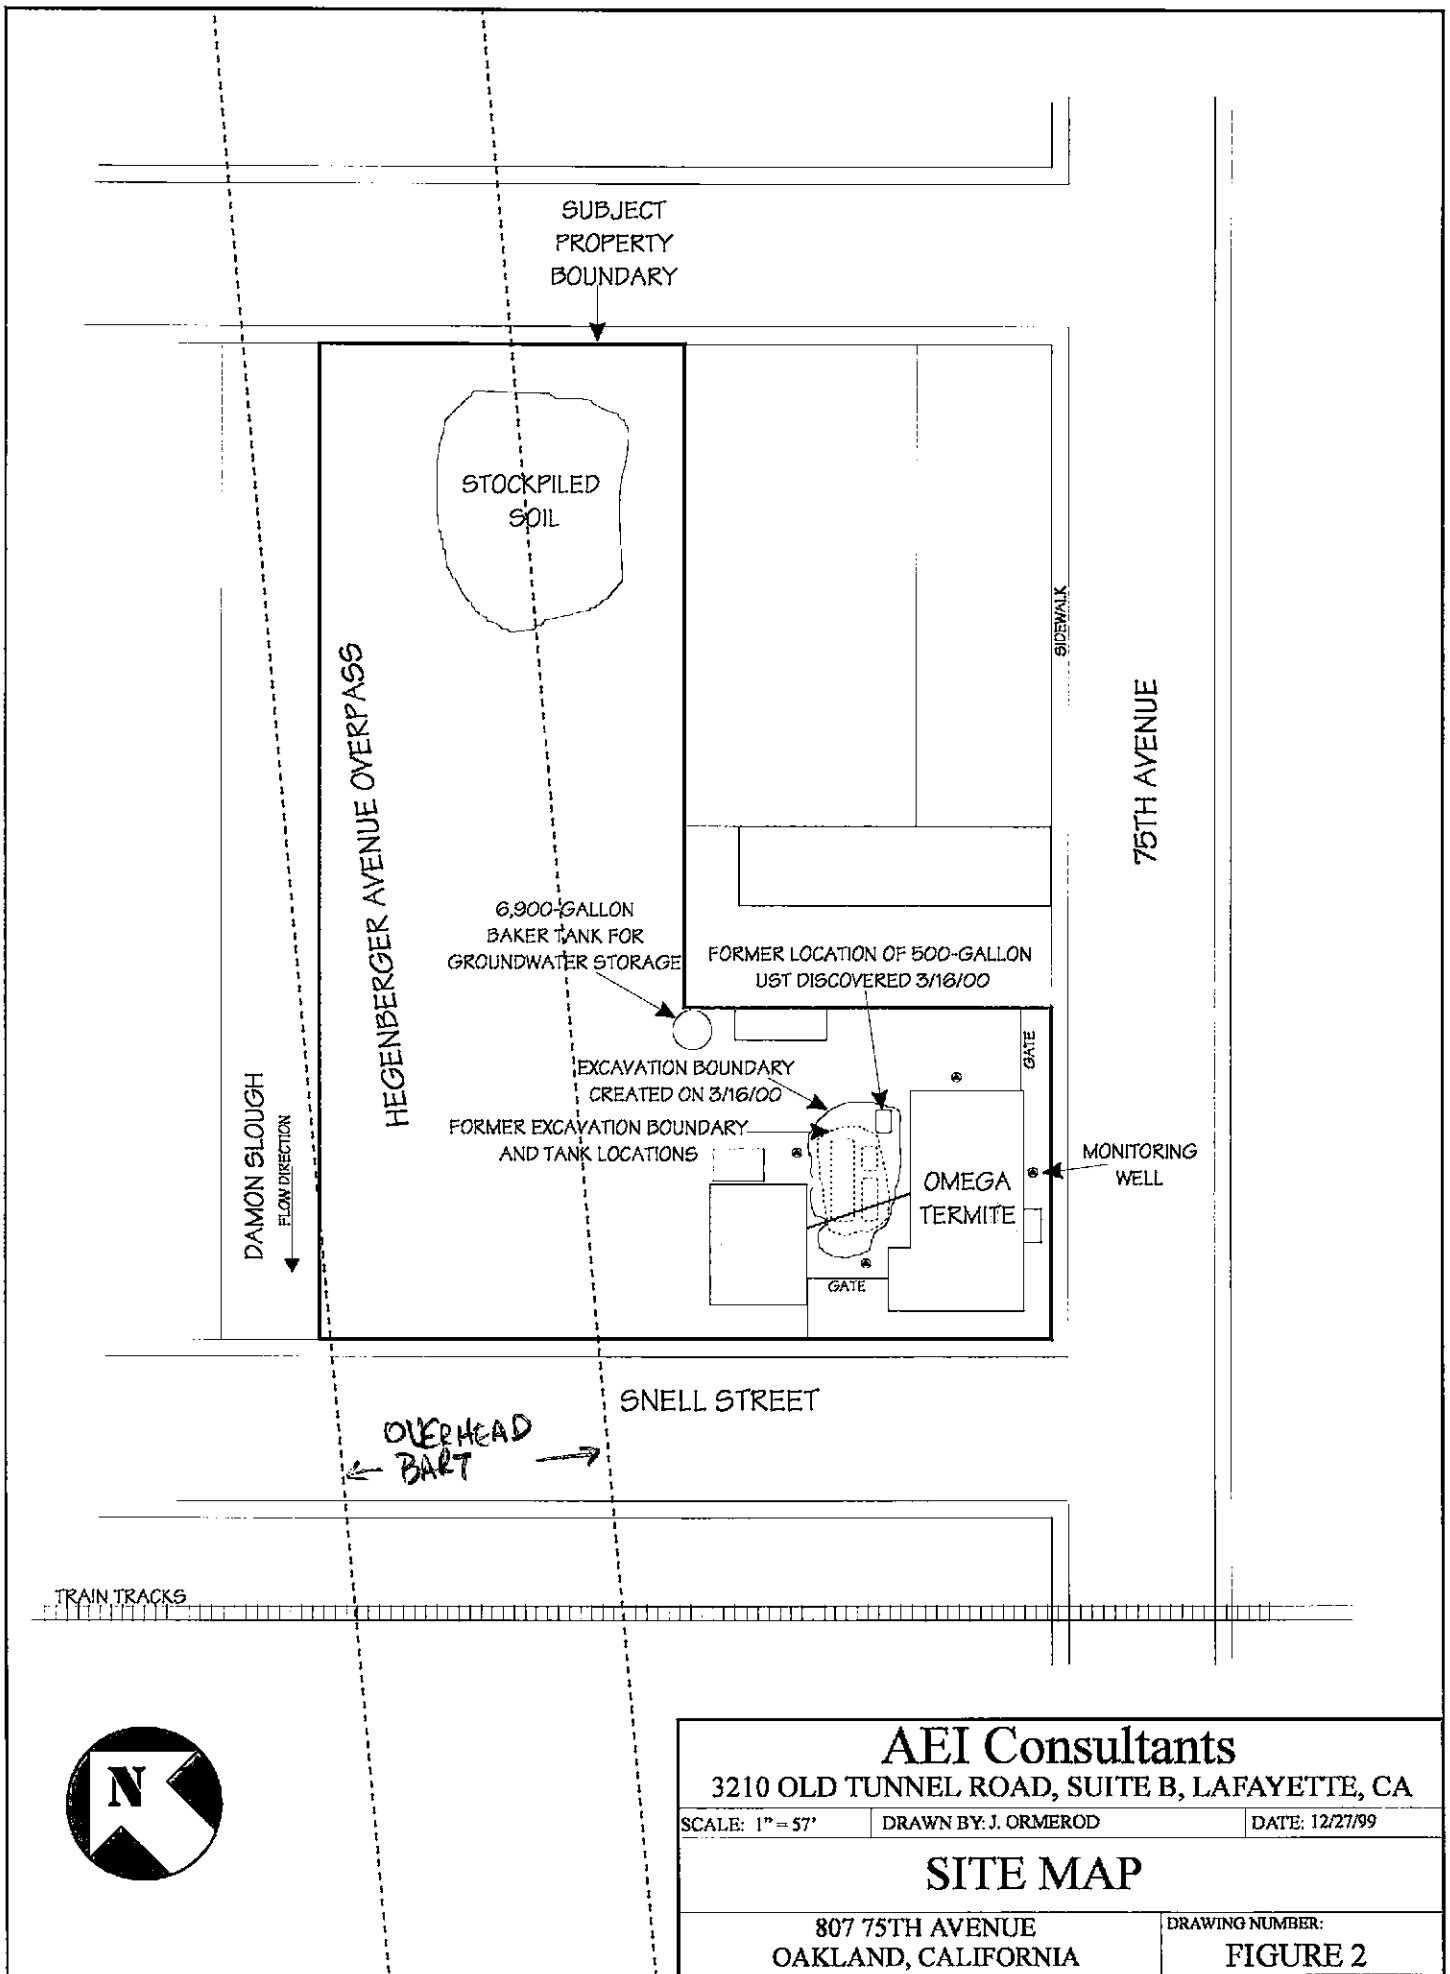 SUBJECT
PROPERTY
BOUNDARY
STOCKPILED
SOIL
SIDEWALK
HEGENBERGER AVENUE OVERPASS
75TH AVENUE
6,900-GALLON
BAKER TANK FOR
GROUNDWATER STORAGE
FORMER LOCATION OF 500-GALLON
UST DISCOVERED 3/16/00
GATE
EXCAVATION BOUNDARY
CREATED ON 3/16/00
FORMER EXCAVATION BOUNDARY
AND TANK LOCATIONS
DAMON SLOUGH
FLOW DIRECTION
OMEGA
TERMITE
MONITORING
WELL
GATE
SNELL STREET
OVERHEAD
BART
TRAIN TRACKS
N
AEI Consultants
3210 OLD TUNNEL ROAD, SUITE B, LAFAYETTE, CA
SCALE: 1" = 57'
DRAWN BY: J. ORMEROD
DATE: 12/27/99
SITE MAP
807 75TH AVENUE
OAKLAND, CALIFORNIA
DRAWING NUMBER:
FIGURE 2